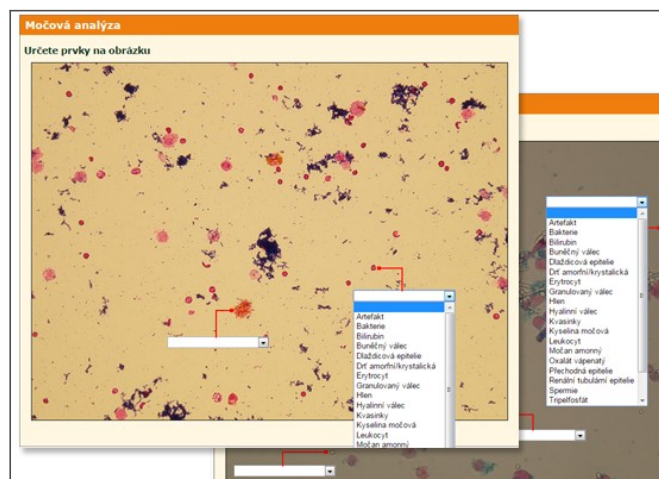 Močová analýza
Určete prvky na obrázku
Artefakt
Bakterie
Bilirubin
Buněčný válec
Dlaždicová epitelie
Drť amorfní/krystalická
Erytrocyt
Granulovaný válec
Hlen
Hyalinní válec
Kvasinky
Kyselina močová
Leukocyt
Močan amonný
Artefakt
Bakterie
Bilirubin
Buněčný válec
Dlaždicová epitelie
Drť amorfní/krystalická
Erytrocyt
Granulovaný válec
Hlen
Hyalinní válec
Kvasinky
Kyselina močová
Leukocyt
Močan amonný
Oxalát vápenatý
Přechodná epitelie
Renální tubulární epitelie
Spermie
Tripelfosfát